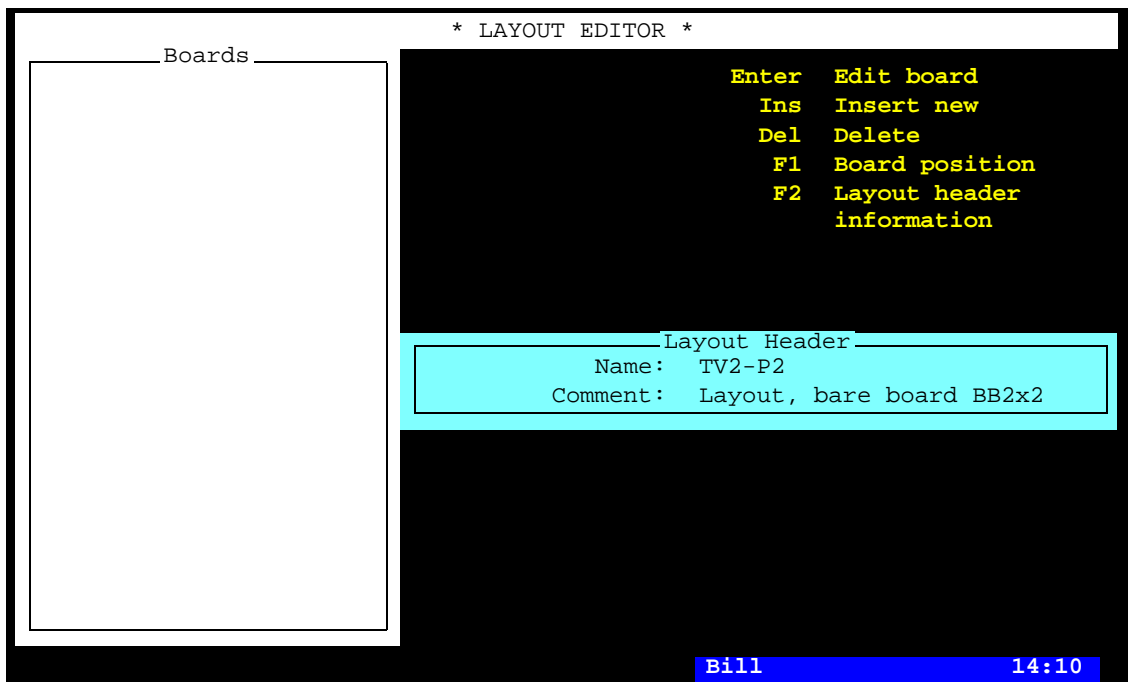 * LAYOUT EDITOR *
Boards
Enter Edit board
Ins Insert new
Del Delete
F1 Board position
F2 Layout header
information
Layout Header
Name: TV2-P2
Comment: Layout, bare board BB2x2
Bill 14:10